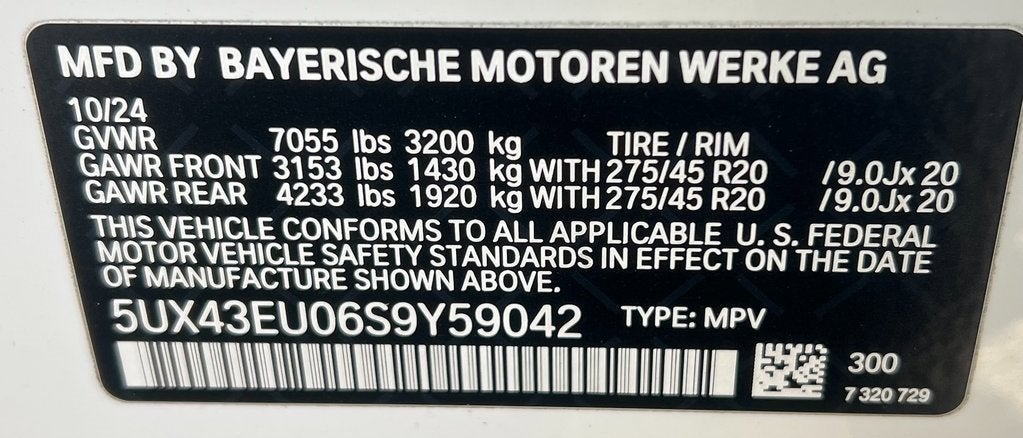 MFD BY BAYERISCHE MOTOREN WERKE AG
10/24
GVWR 7055 lbs 3200 kg TIRE / RIM
GAWR FRONT 3153 lbs 1430 kg WITH 275/45 R20 /9.0Jx 20
GAWR REAR 4233 lbs 1920 kg WITH 275/45 R20 /9.0Jx 20
THIS VEHICLE CONFORMS TO ALL APPLICABLE U. S. FEDERAL
MOTOR VEHICLE SAFETY STANDARDS IN EFFECT ON THE DATE
OF MANUFACTURE SHOWN ABOVE.
5UX43EU06S9Y59042 TYPE: MPV
300
7 320 729